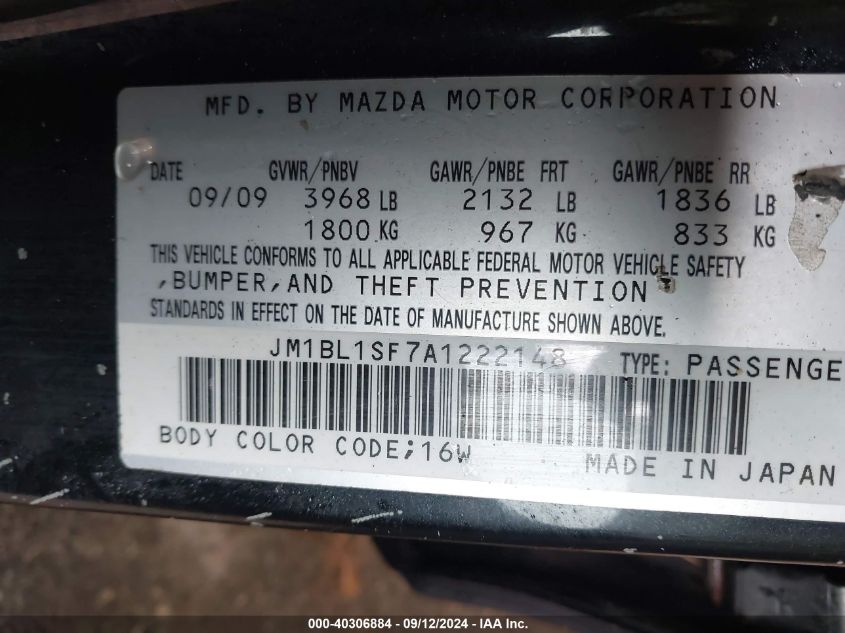 MFD. BY MAZDA MOTOR CORPORATION
DATE GVWR/PNBV GAWR/PNBE FRT GAWR/PNBE RR
09/09 3968 LB 2132 LB 1836 LB
1800 KG 967 KG 833 KG
THIS VEHICLE CONFORMS TO ALL APPLICABLE FEDERAL MOTOR VEHICLE SAFETY
,BUMPER,AND THEFT PREVENTION
STANDARDS IN EFFECT ON THE DATE OF MANUFACTURE SHOWN ABOVE.
JM1BL1SF7A1222148 TYPE: PASSENGE
BODY COLOR CODE;16W
MADE IN JAPAN
000-40306884 - 09/12/2024 - IAA Inc.